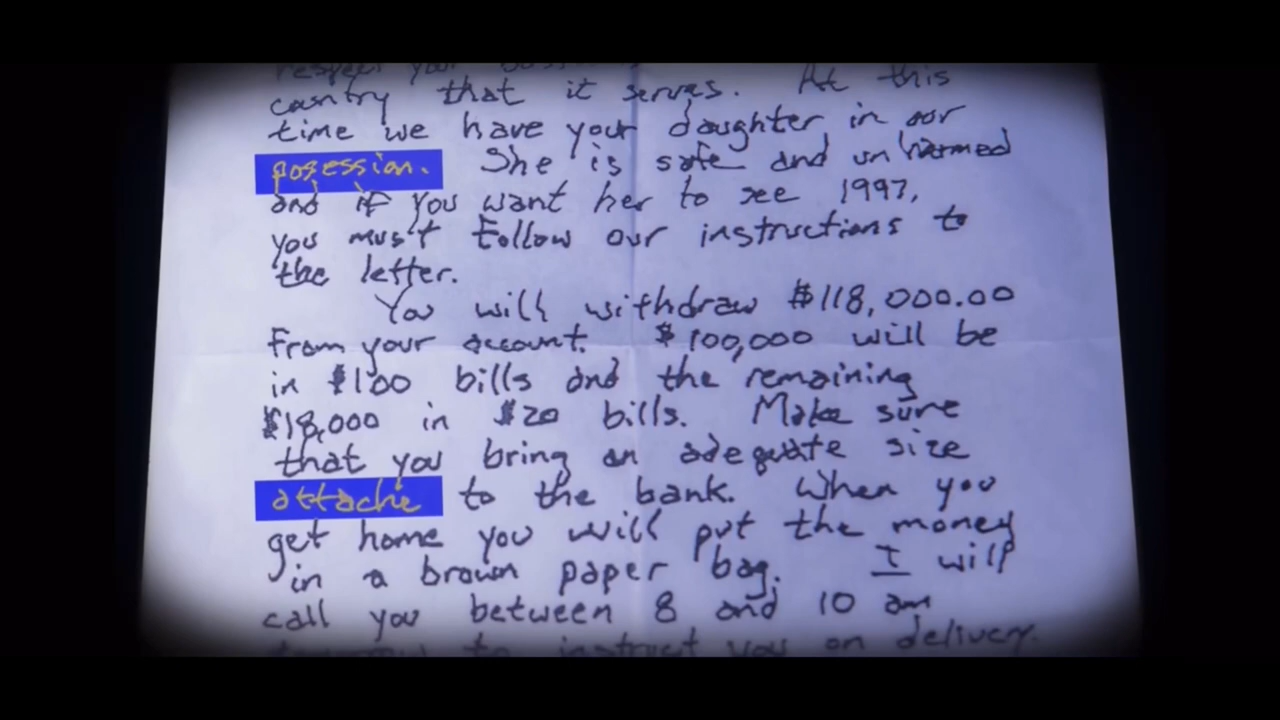 respect your
country that it serves. At this
time we have your daughter in our
posession. She is safe and unharmed
and if you want her to see 1997,
you must follow our instructions to
the letter.
You will withdraw $118,000.00
from your account. $100,000 will be
in $100 bills and the remaining
$18,000 in $20 bills. Make sure
that you bring an adequate size
attaché to the bank. When you
get home you will put the money
in a brown paper bag. I will
call you between 8 and 10 am
tomorrow to instruct you on delivery.